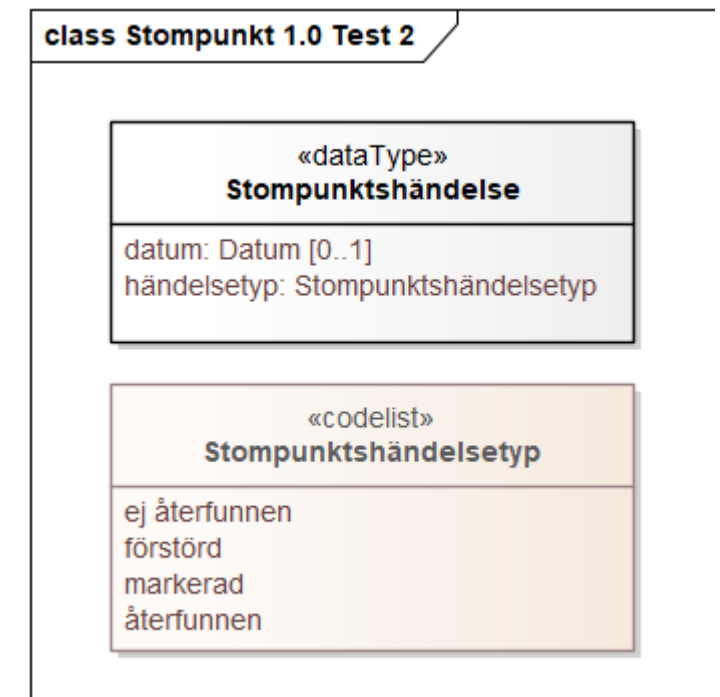 class Stompunkt 1.0 Test 2
«dataType»
Stompunktshändelse
datum: Datum [0..1]
händelsetyp: Stompunktshändelsetyp
«codelist»
Stompunktshändelsetyp
ej återfunnen
förstörd
markerad
återfunnen